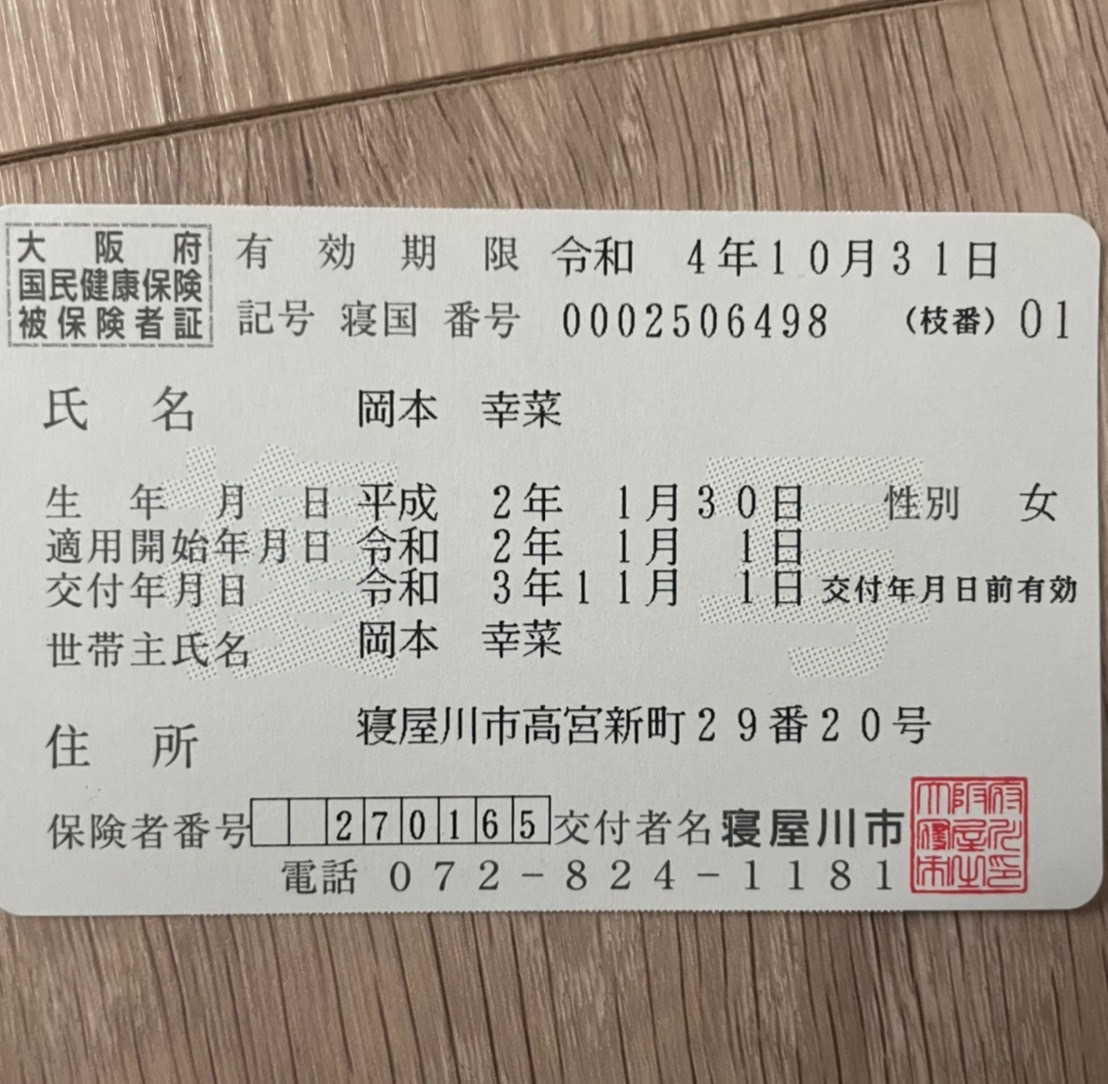 大阪府
国民健康保険
被保険者証
有効期限 令和 4年10月31日
記号 寝国 番号 0002506498 (枝番) 01
氏名 岡本 幸菜
生年月日 平成 2年 1月30日 性別 女
適用開始年月日 令和 2年 1月 1日
交付年月日 令和 3年11月 1日 交付年月日前有効
世帯主氏名 岡本 幸菜
住所 寝屋川市高宮新町29番20号
保険者番号 270165 交付者名 寝屋川市
電話 072-824-1181
複写